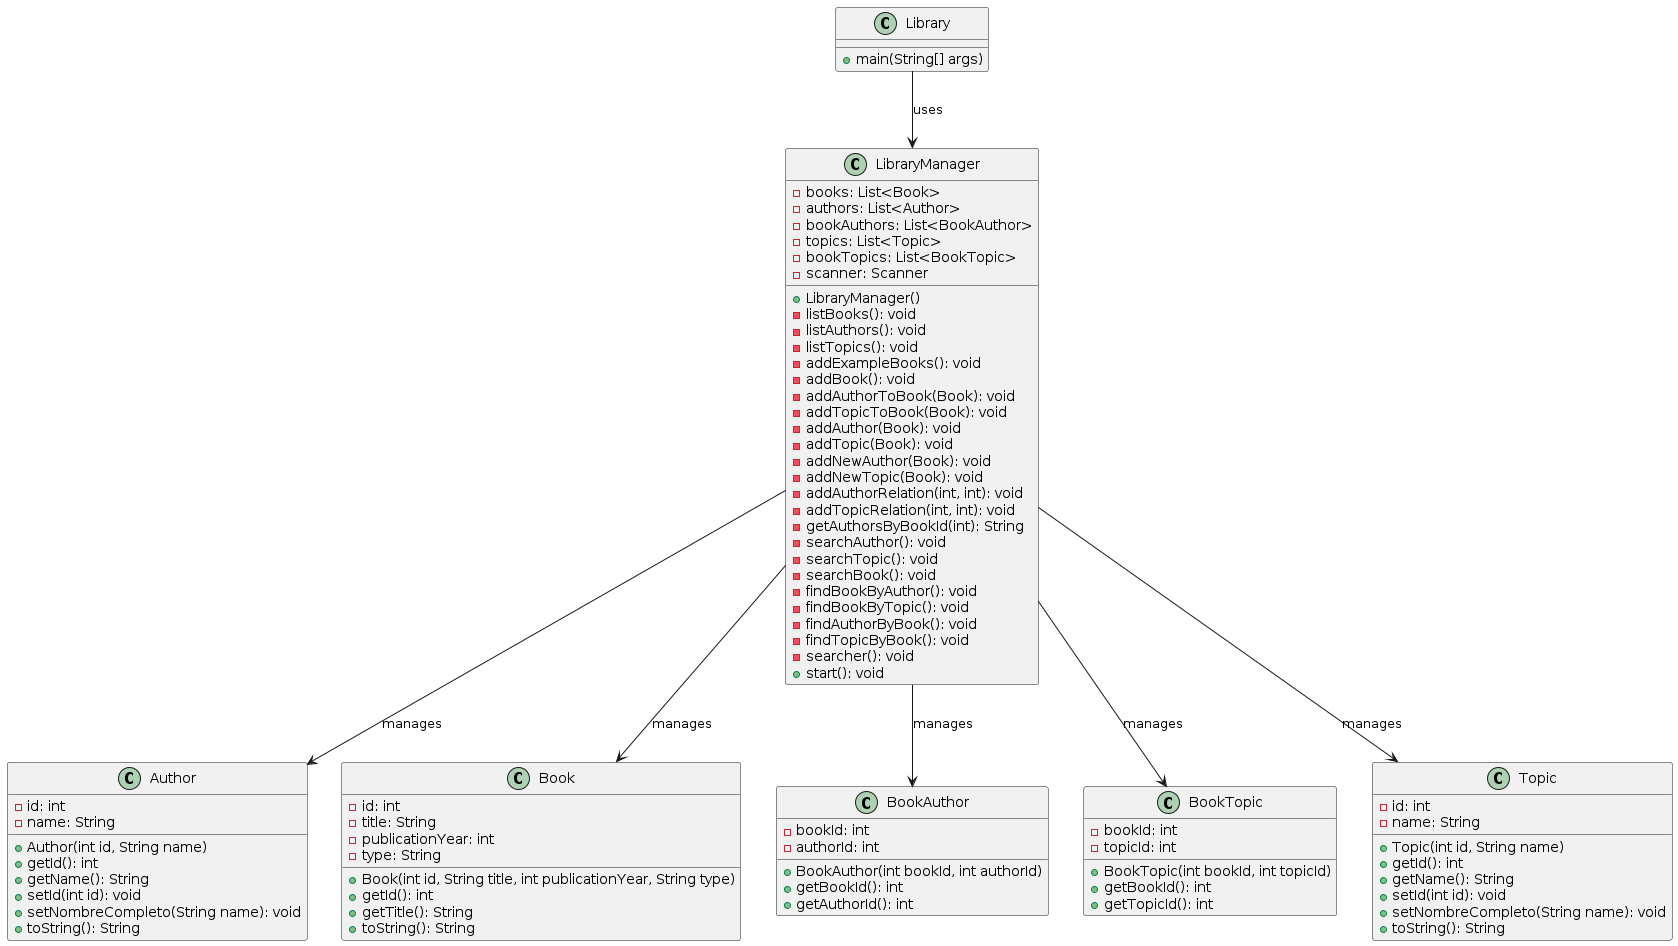 C Library
main(String[] args)
uses
C LibraryManager
books: List<Book>
authors: List<Author>
bookAuthors: List<BookAuthor>
topics: List<Topic>
bookTopics: List<BookTopic>
scanner: Scanner
LibraryManager()
listBooks(): void
listAuthors(): void
listTopics(): void
addExampleBooks(): void
addBook(): void
addAuthorToBook(Book): void
addTopicToBook(Book): void
addAuthor(Book): void
addTopic(Book): void
addNewAuthor(Book): void
addNewTopic(Book): void
addAuthorRelation(int, int): void
addTopicRelation(int, int): void
getAuthorsByBookId(int): String
searchAuthor(): void
searchTopic(): void
searchBook(): void
findBookByAuthor(): void
findBookByTopic(): void
findAuthorByBook(): void
findTopicByBook(): void
searcher(): void
start(): void
manages
manages
manages
manages
manages
C Author
id: int
name: String
Author(int id, String name)
getId(): int
getName(): String
setId(int id): void
setNombreCompleto(String name): void
toString(): String
C Book
id: int
title: String
publicationYear: int
type: String
Book(int id, String title, int publicationYear, String type)
getId(): int
getTitle(): String
toString(): String
C BookAuthor
bookId: int
authorId: int
BookAuthor(int bookId, int authorId)
getBookId(): int
getAuthorId(): int
C BookTopic
bookId: int
topicId: int
BookTopic(int bookId, int topicId)
getBookId(): int
getTopicId(): int
C Topic
id: int
name: String
Topic(int id, String name)
getId(): int
getName(): String
setId(int id): void
setNombreCompleto(String name): void
toString(): String